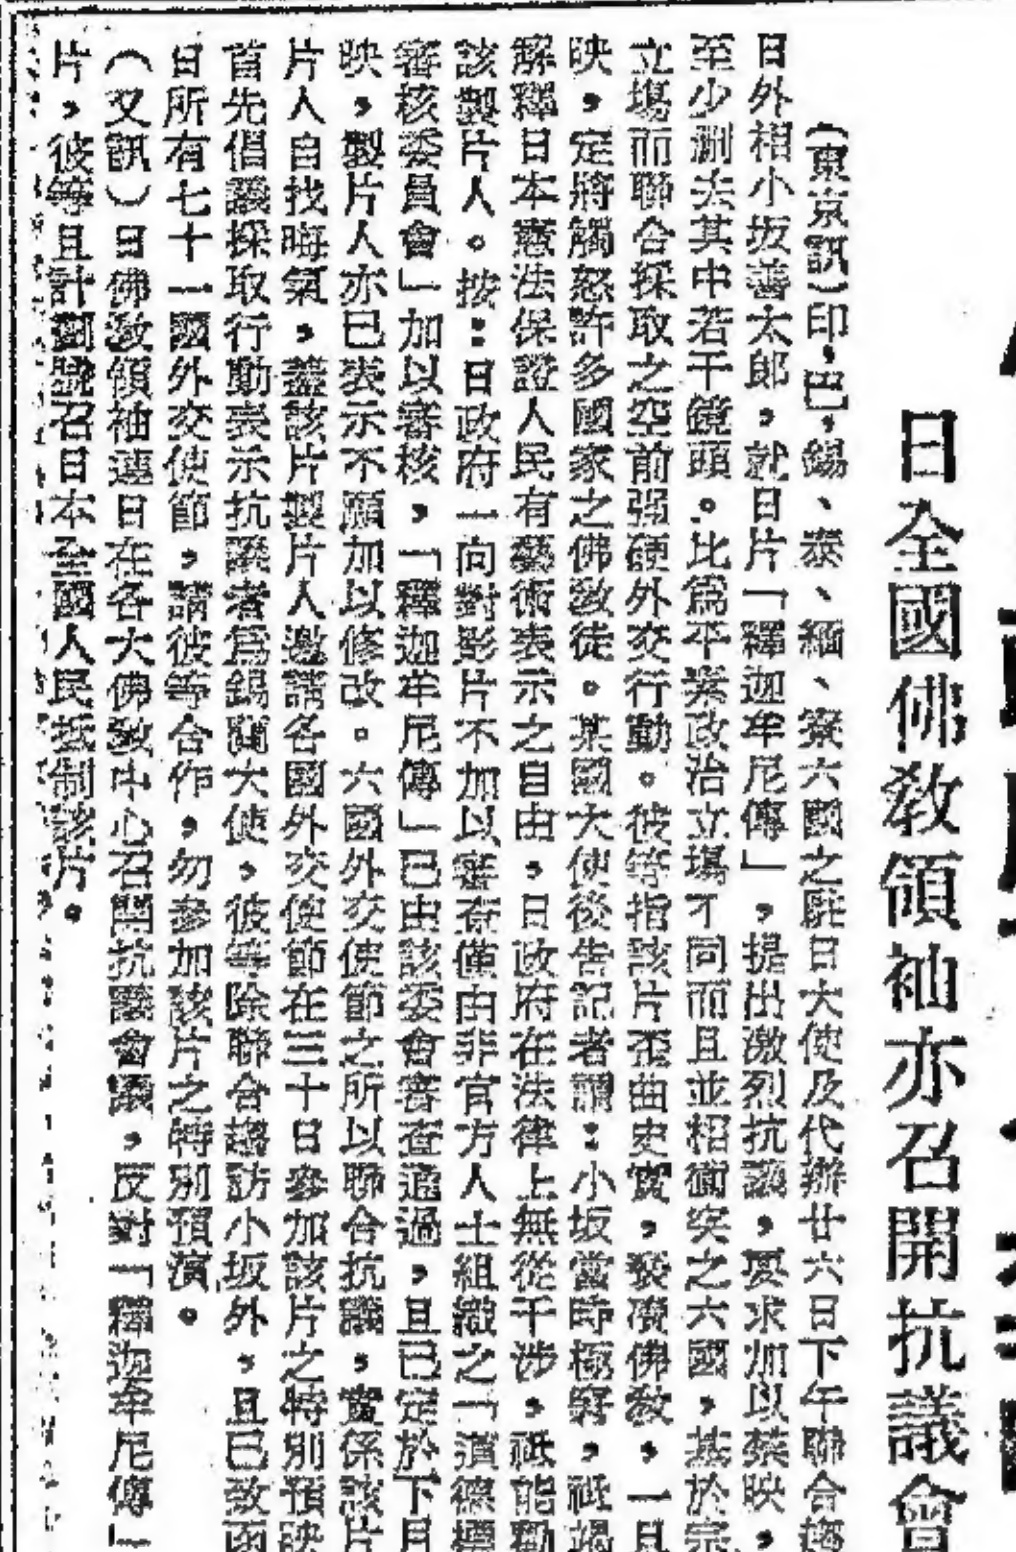 日全國佛教領袖亦召開抗議會
(東京訊)印,巴,錫、泰、緬、寮六國之駐日大使及代辦廿六日下午聯合
日外相小坂善太郎,就日片「釋迦牟尼傳」,提出激烈抗議,要求加以禁映,
至少刪去其中若干鏡頭。比爲平素政治立場不同而且並相衝突之六國,基於宗
立場而聯合採取之空前强硬外交行動。彼等指該片歪曲史實,褻瀆佛教,一旦
映,定將觸怒許多國家之佛教徒。某國大使後告記者謂:小坂當時極窘,祗竭
解釋日本憲法保證人民有藝術表示之自由,日政府在法律上無從干涉,祗能勸
該製片人。按:日政府一向對影片不加以審查僅由非官方人士組織之「道德標
審核委員會」加以審核,「釋迦牟尼傳」已由該委會審查通過,且已定於下月
映,製片人亦已表示不願加以修改。六國外交使節之所以聯合抗議,實係該片
片人自找晦氣,蓋該片製片人邀請各國外交使節在三十日參加該片之特別預映
首先倡議採取行動表示抗議者爲錫蘭大使,彼等除聯合趨訪小坂外,且已致函
日所有七十一國外交使節,請彼等合作,勿參加該片之特別預演。
(又訊)日佛教領袖連日在各大佛教中心召開抗議會議,反對「釋迦牟尼傳」
片,彼等且計劃號召日本全國人民抵制該片。